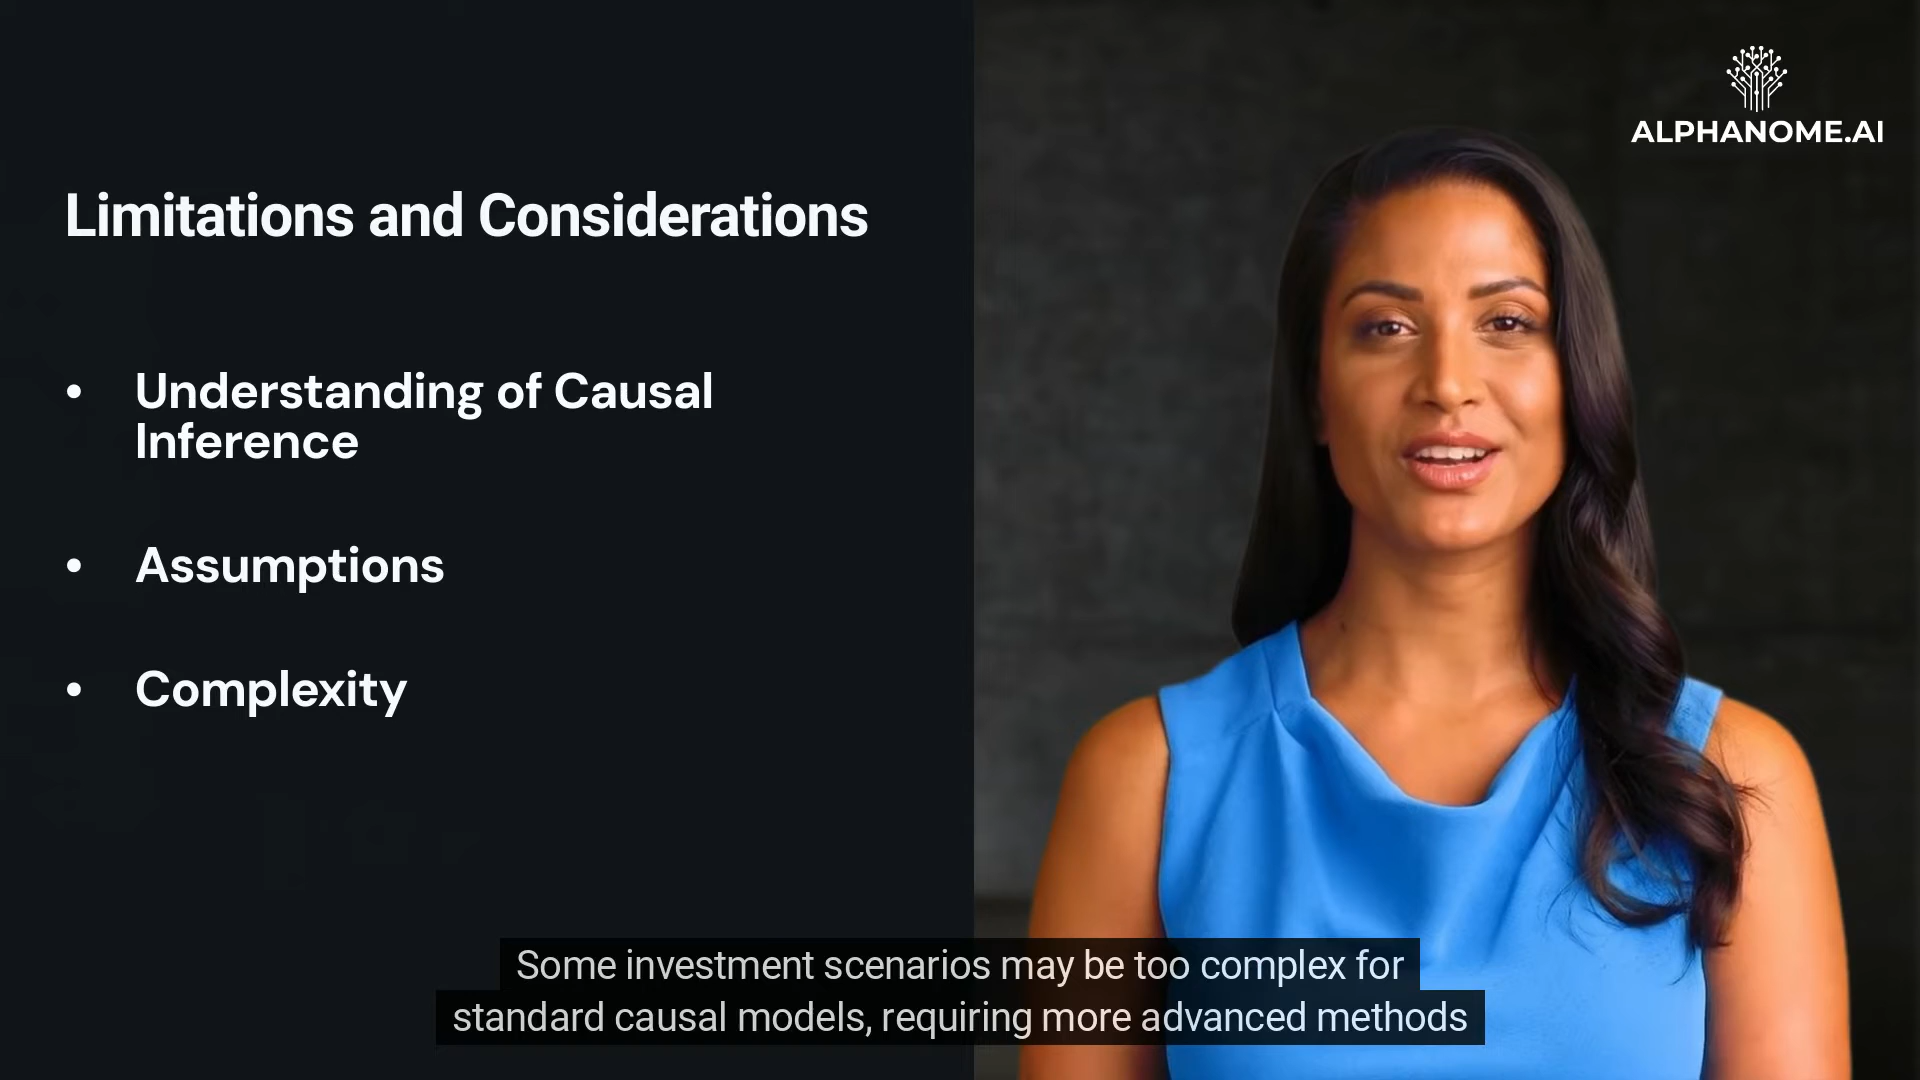 ALPHANOME.AI
Limitations and Considerations
• Understanding of Causal
Inference
• Assumptions
• Complexity
Some investment scenarios may be too complex for
standard causal models, requiring more advanced methods